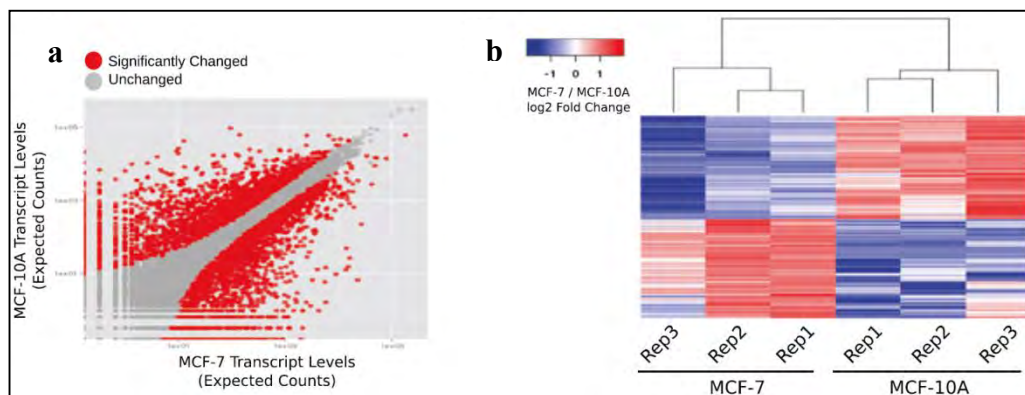 a
Significantly Changed
Unchanged
MCF-10A Transcript Levels
(Expected Counts)
MCF-7 Transcript Levels
(Expected Counts)
b
-1 0 1
MCF-7 / MCF-10A
log2 Fold Change
Rep3 Rep2 Rep1 Rep1 Rep2 Rep3
MCF-7 MCF-10A